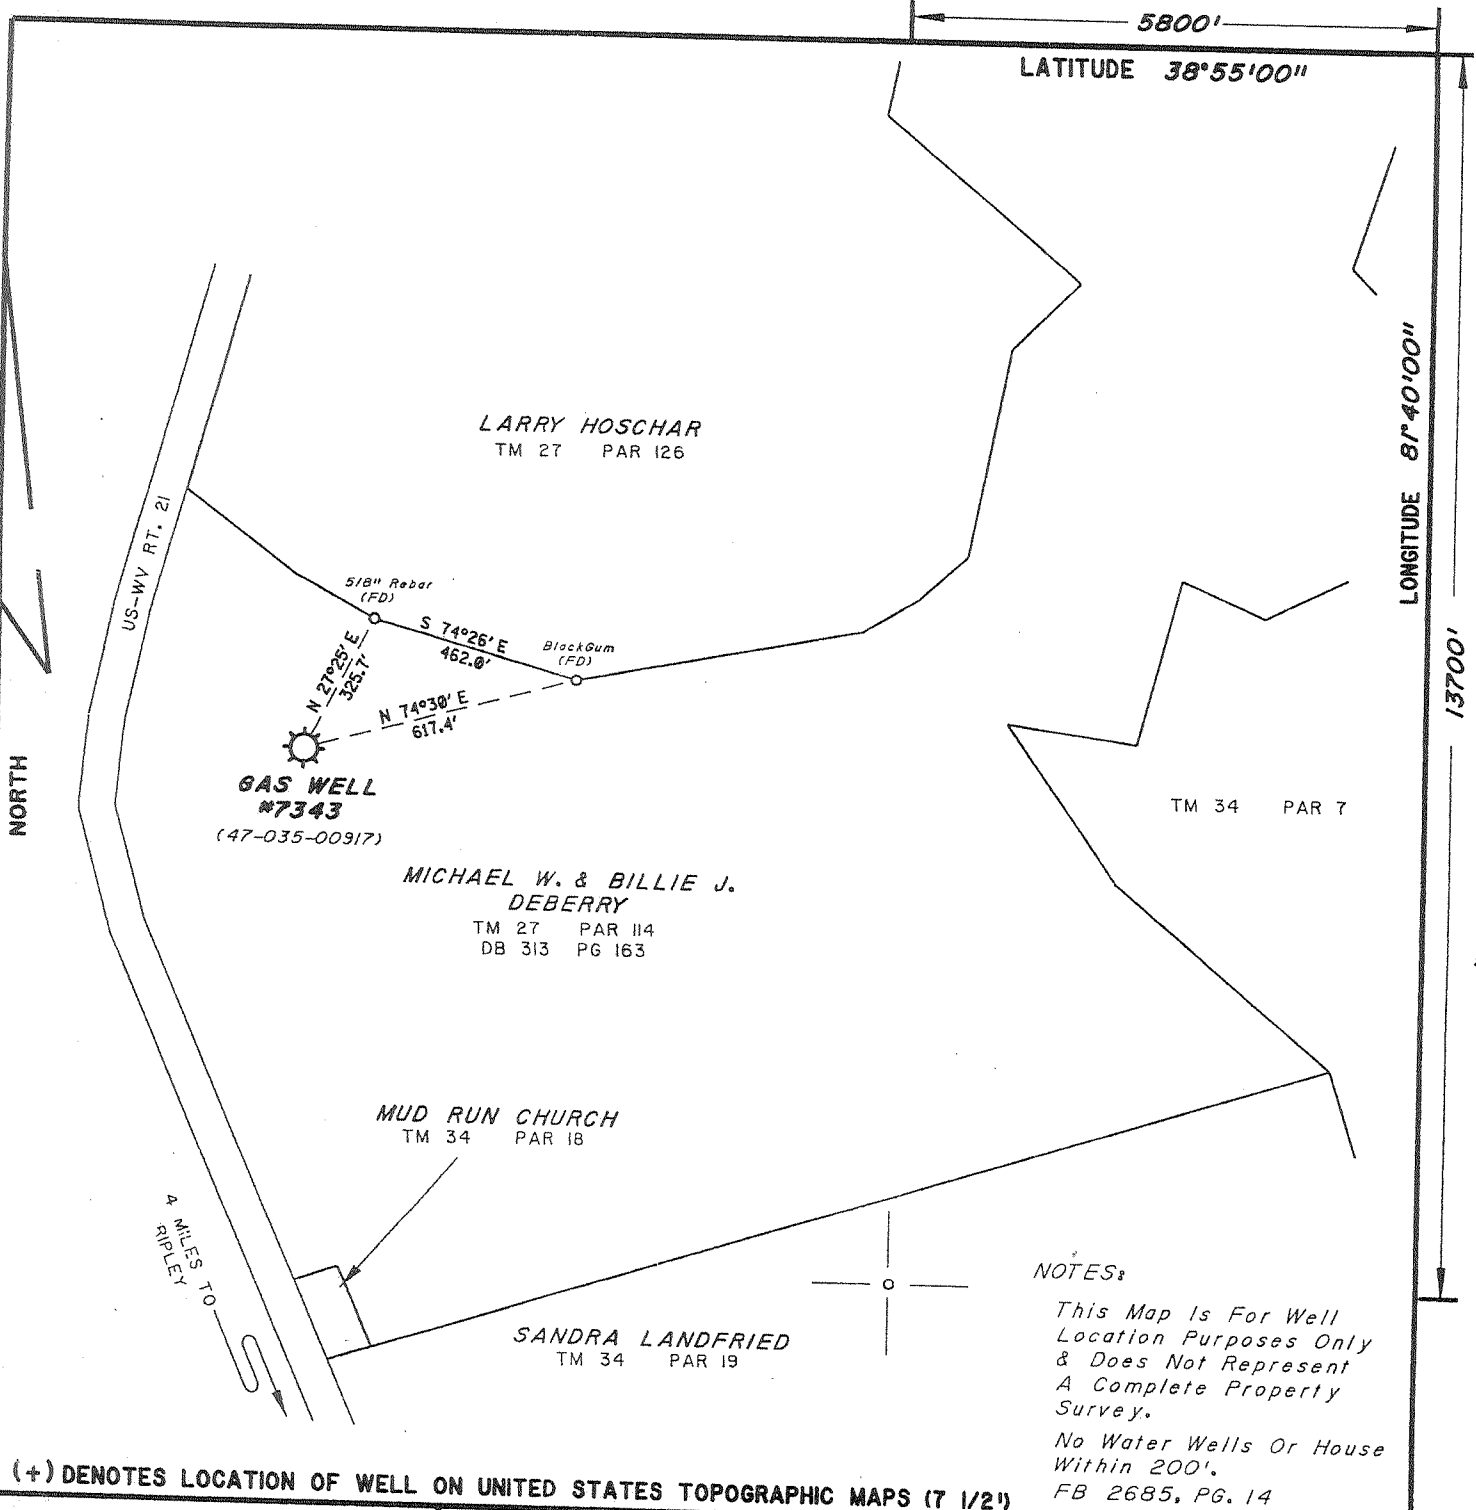 5800'
LATITUDE 38°55'00"
LONGITUDE 81°40'00"
13700'
LARRY HOSCHAR
TM 27 PAR 126
US-WV RT. 21
5/8" Rebar
(FD)
S 74°26' E
462.0'
BlackGum
(FD)
N 27°25' E
325.7'
N 74°30' E
617.4'
GAS WELL
#7343
(47-035-00917)
NORTH
TM 34 PAR 7
MICHAEL W. & BILLIE J.
DEBERRY
TM 27 PAR 114
DB 313 PG 163
MUD RUN CHURCH
TM 34 PAR 18
4 MILES TO
RIPLEY
SANDRA LANDFRIED
TM 34 PAR 19
NOTES:
This Map Is For Well
Location Purposes Only
& Does Not Represent
A Complete Property
Survey.
No Water Wells Or House
Within 200'.
FB 2685, PG. 14
(+) DENOTES LOCATION OF WELL ON UNITED STATES TOPOGRAPHIC MAPS (7 1/2')